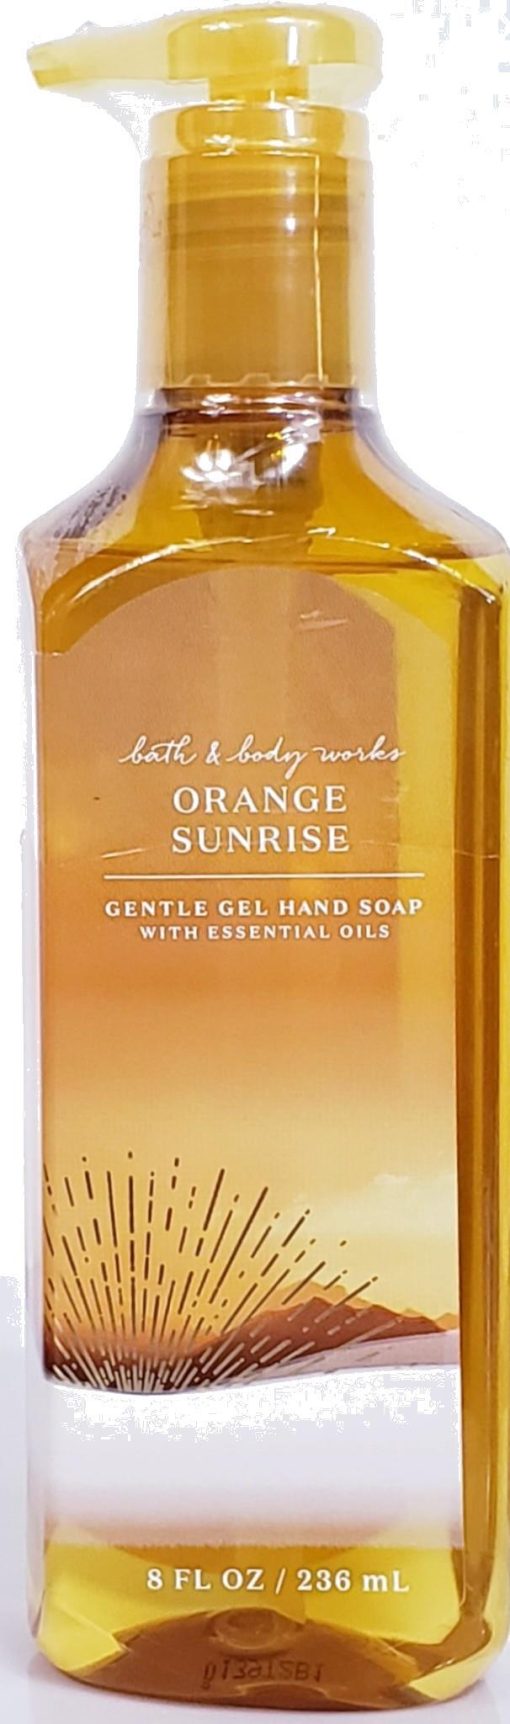 bath & body works
ORANGE
SUNRISE
GENTLE GEL HAND SOAP
WITH ESSENTIAL OILS
8 FL OZ / 236 mL